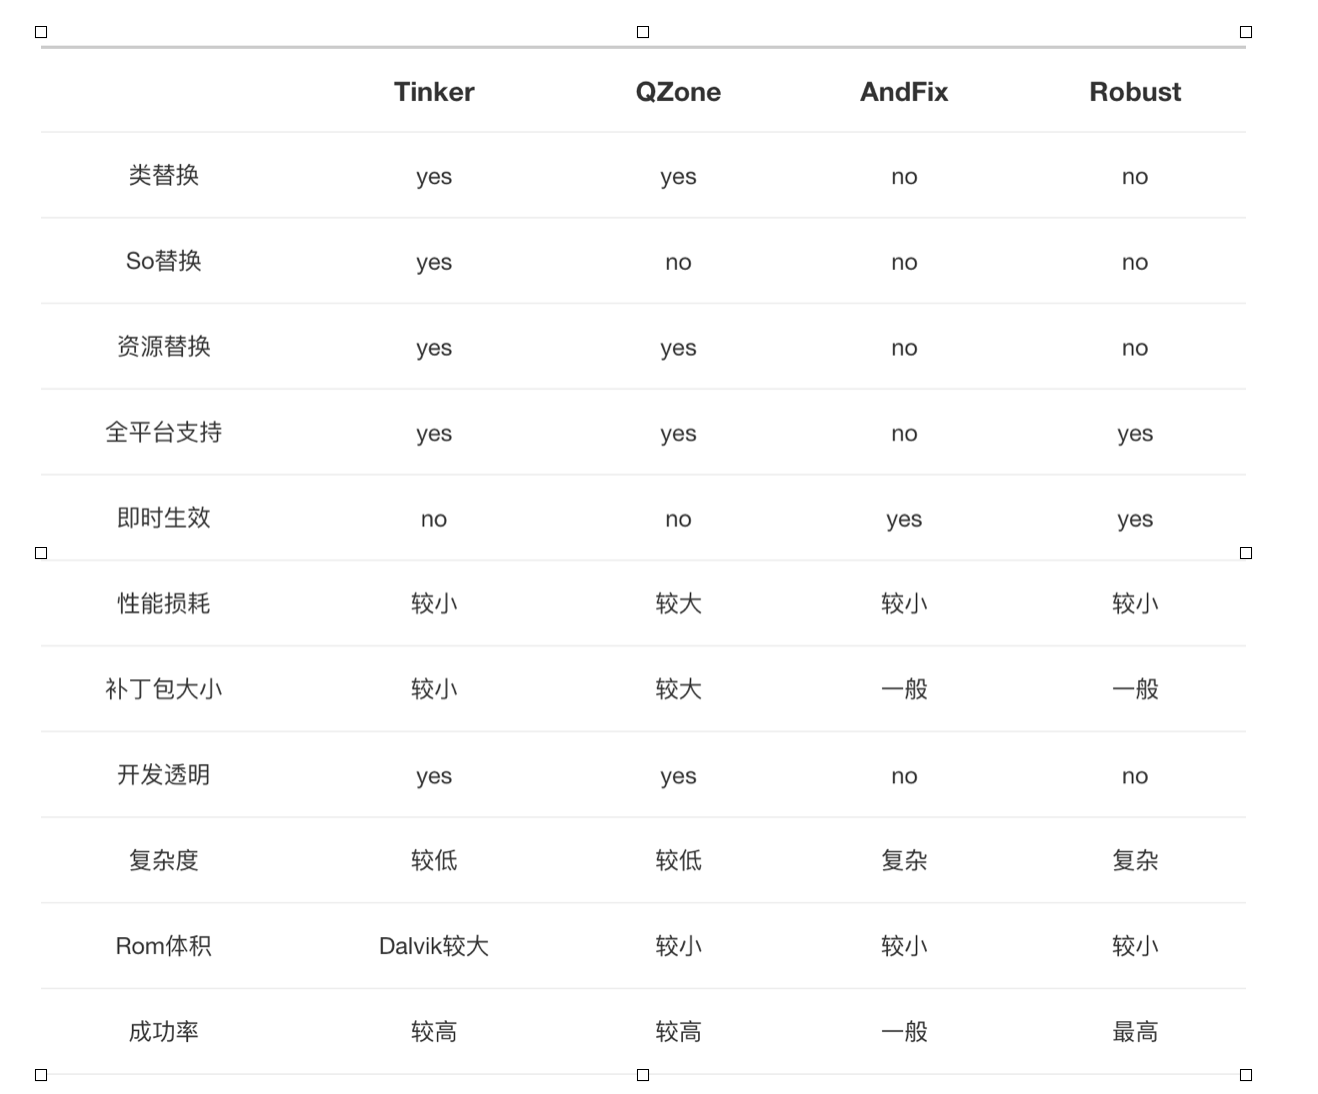 Tinker QZone AndFix Robust
类替换 yes yes no no
So替换 yes no no no
资源替换 yes yes no no
全平台支持 yes yes no yes
即时生效 no no yes yes
性能损耗 较小 较大 较小 较小
补丁包大小 较小 较大 一般 一般
开发透明 yes yes no no
复杂度 较低 较低 复杂 复杂
Rom体积 Dalvik较大 较小 较小 较小
成功率 较高 较高 一般 最高